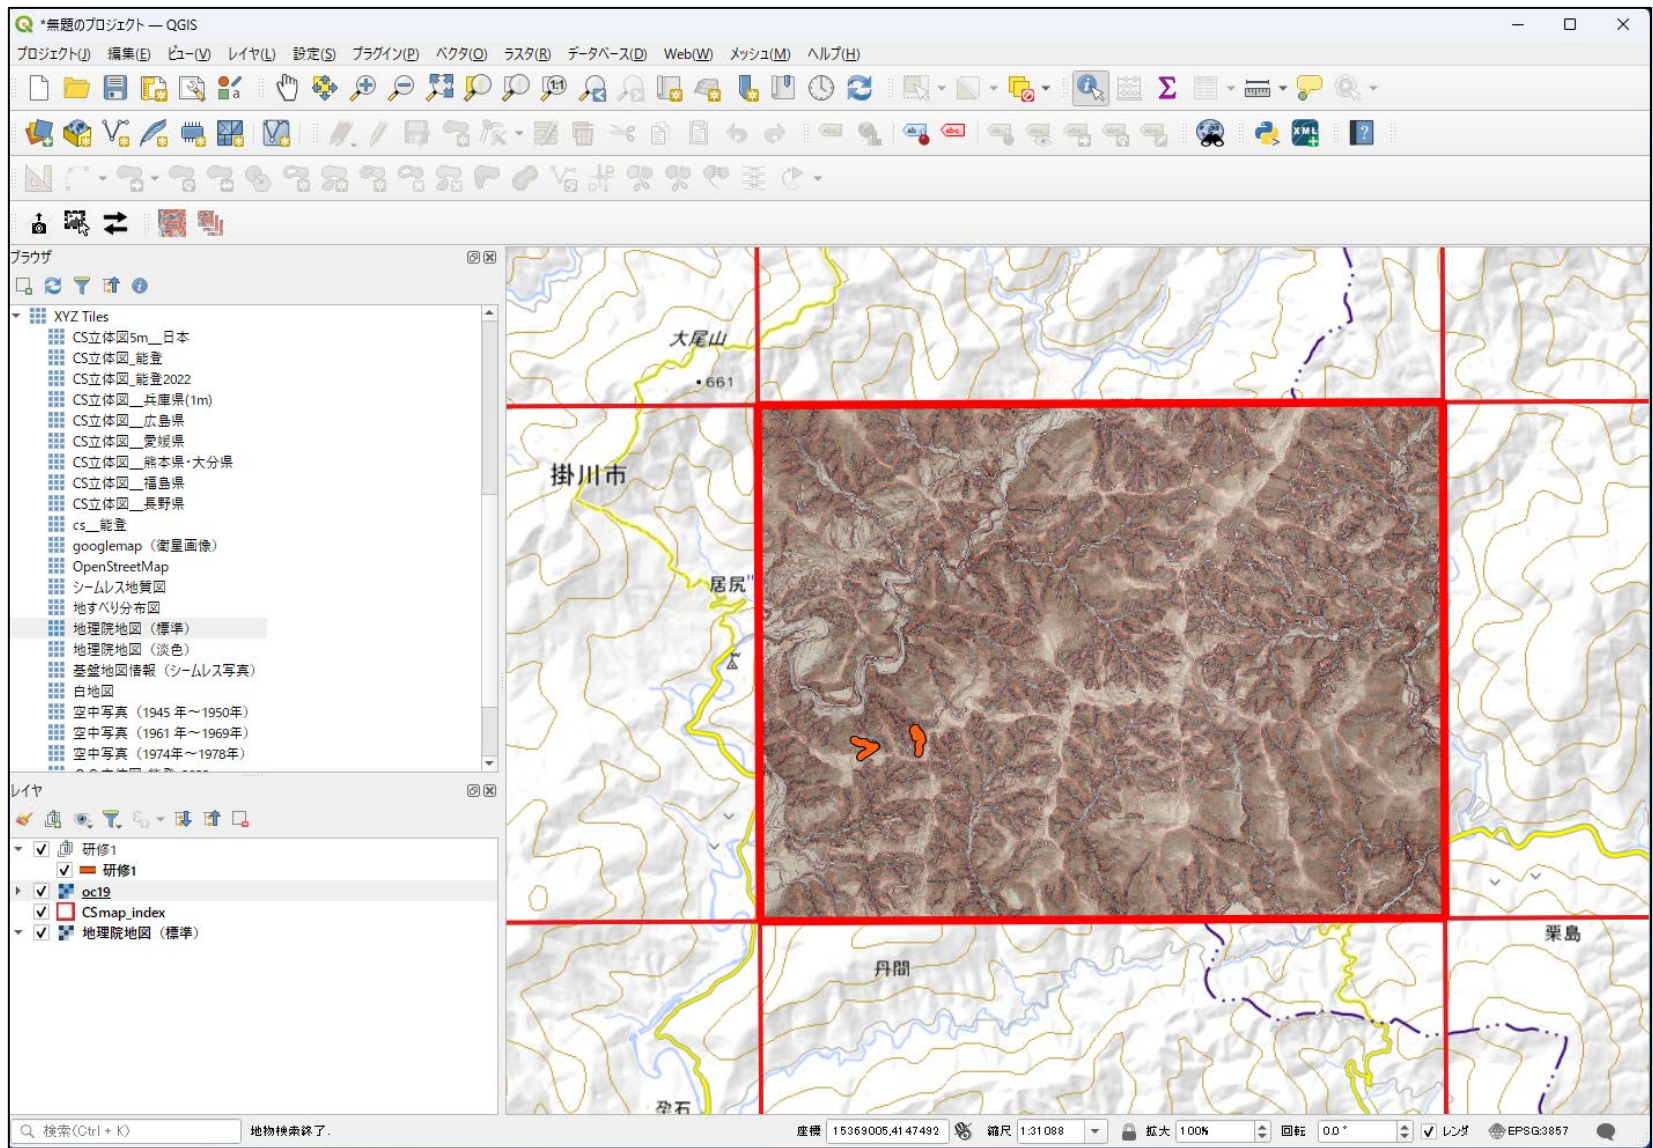 *無題のプロジェクト — QGIS
プロジェクト(J) 編集(E) ビュー(V) レイヤ(L) 設定(S) プラグイン(P) ベクタ(O) ラスタ(R) データベース(D) Web(W) メッシュ(M) ヘルプ(H)
ブラウザ
XYZ Tiles
CS立体図5m__日本
CS立体図_能登
CS立体図_能登2022
CS立体図__兵庫県(1m)
CS立体図__広島県
CS立体図__愛媛県
CS立体図__熊本県・大分県
CS立体図__福島県
CS立体図__長野県
cs__能登
googlemap（衛星画像）
OpenStreetMap
シームレス地質図
地すべり分布図
地理院地図（標準）
地理院地図（淡色）
基盤地図情報（シームレス写真）
白地図
空中写真（1945 年～1950年）
空中写真（1961 年～1969年）
空中写真（1974年～1978年）
レイヤ
研修1
研修1
oc19
CSmap_index
地理院地図（標準）
大尾山
•661
掛川市
居尻
丹間
栗島
孕石
検索(Ctrl + K) 地物検索終了. 座標 15369005,4147492 縮尺 1:31088 拡大 100% 回転 0.0 ° レンダ EPSG:3857